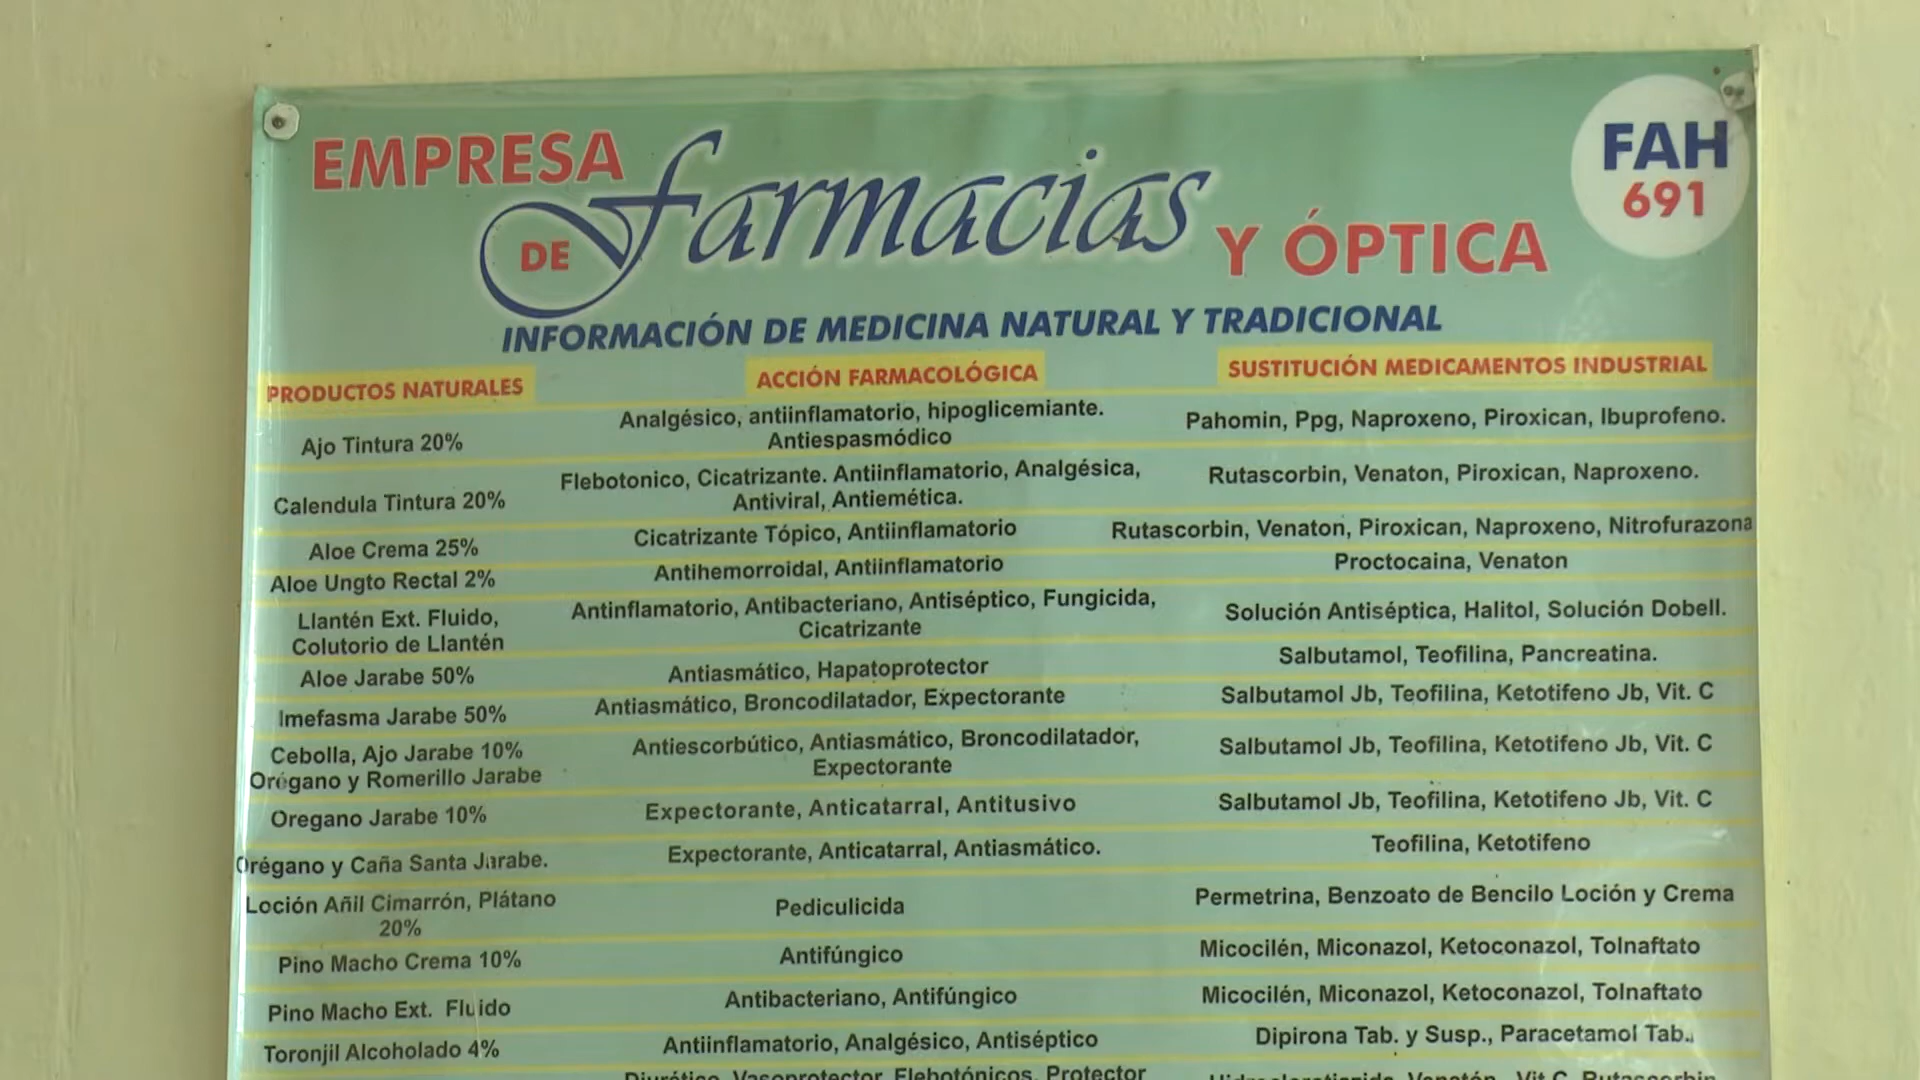 EMPRESA
DE farmacias Y ÓPTICA
FAH
691
INFORMACIÓN DE MEDICINA NATURAL Y TRADICIONAL
PRODUCTOS NATURALES ACCIÓN FARMACOLÓGICA SUSTITUCIÓN MEDICAMENTOS INDUSTRIAL
Ajo Tintura 20%
Analgésico, antiinflamatorio, hipoglicemiante.
Antiespasmódico
Pahomin, Ppg, Naproxeno, Piroxican, Ibuprofeno.
Calendula Tintura 20%
Flebotonico, Cicatrizante. Antiinflamatorio, Analgésica,
Antiviral, Antiemética.
Rutascorbin, Venaton, Piroxican, Naproxeno.
Aloe Crema 25%
Cicatrizante Tópico, Antiinflamatorio
Rutascorbin, Venaton, Piroxican, Naproxeno, Nitrofurazona
Aloe Ungto Rectal 2%
Antihemorroidal, Antiinflamatorio
Proctocaina, Venaton
Llantén Ext. Fluido,
Colutorio de Llantén
Antinflamatorio, Antibacteriano, Antiséptico, Fungicida,
Cicatrizante
Solución Antiséptica, Halitol, Solución Dobell.
Aloe Jarabe 50%
Antiasmático, Hapatoprotector
Salbutamol, Teofilina, Pancreatina.
Imefasma Jarabe 50%
Antiasmático, Broncodilatador, Expectorante
Salbutamol Jb, Teofilina, Ketotifeno Jb, Vit. C
Cebolla, Ajo Jarabe 10%
Orégano y Romerillo Jarabe
Antiescorbútico, Antiasmático, Broncodilatador,
Expectorante
Salbutamol Jb, Teofilina, Ketotifeno Jb, Vit. C
Oregano Jarabe 10%
Expectorante, Anticatarral, Antitusivo
Salbutamol Jb, Teofilina, Ketotifeno Jb, Vit. C
Orégano y Caña Santa Jarabe.
Expectorante, Anticatarral, Antiasmático.
Teofilina, Ketotifeno
Loción Añil Cimarrón, Plátano
20%
Pediculicida
Permetrina, Benzoato de Bencilo Loción y Crema
Pino Macho Crema 10%
Antifúngico
Micocilén, Miconazol, Ketoconazol, Tolnaftato
Pino Macho Ext. Fluido
Antibacteriano, Antifúngico
Micocilén, Miconazol, Ketoconazol, Tolnaftato
Toronjil Alcoholado 4%
Antiinflamatorio, Analgésico, Antiséptico
Dipirona Tab. y Susp., Paracetamol Tab.,
Diurético, Vasoprotector, Flebotónicos, Protector